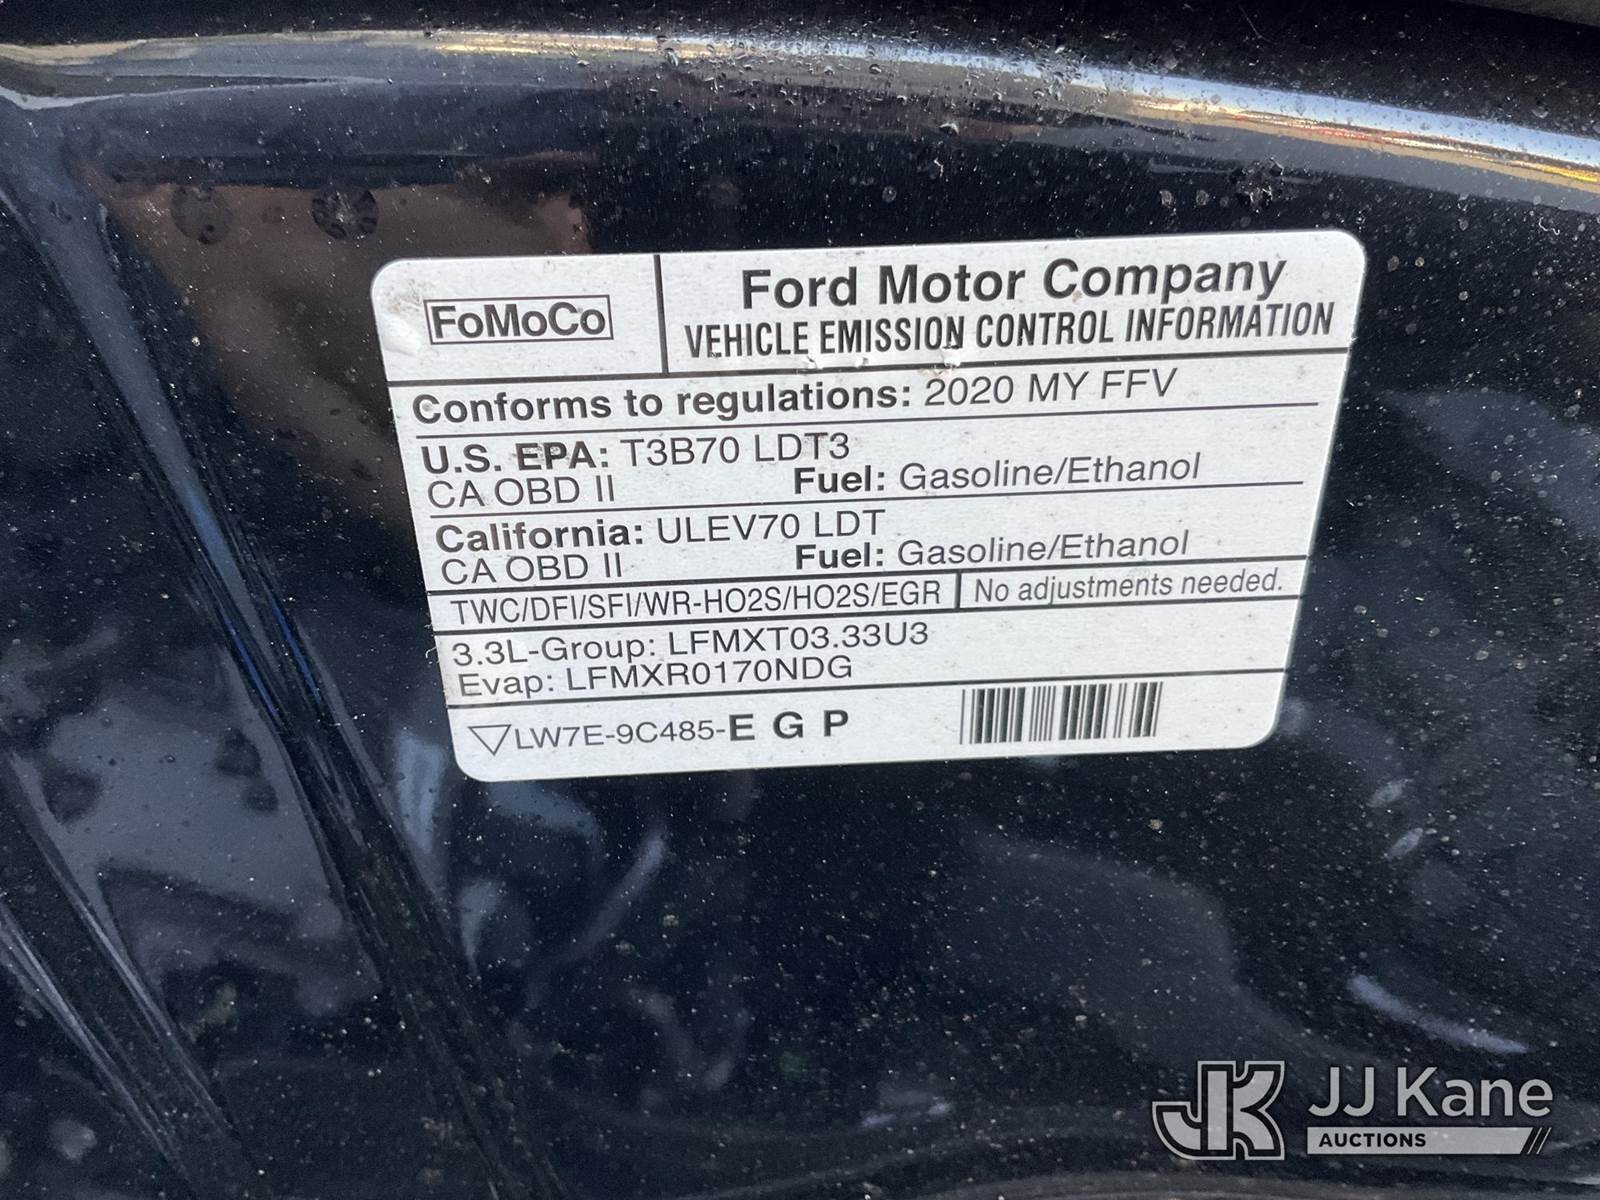 FoMoCo
Ford Motor Company
VEHICLE EMISSION CONTROL INFORMATION
Conforms to regulations: 2020 MY FFV
U.S. EPA: T3B70 LDT3
CA OBD II Fuel: Gasoline/Ethanol
California: ULEV70 LDT
CA OBD II Fuel: Gasoline/Ethanol
TWC/DFI/SFI/WR-HO2S/HO2S/EGR No adjustments needed.
3.3L-Group: LFMXT03.33U3
Evap: LFMXR0170NDG
LW7E-9C485-E G P
JK JJ Kane
AUCTIONS